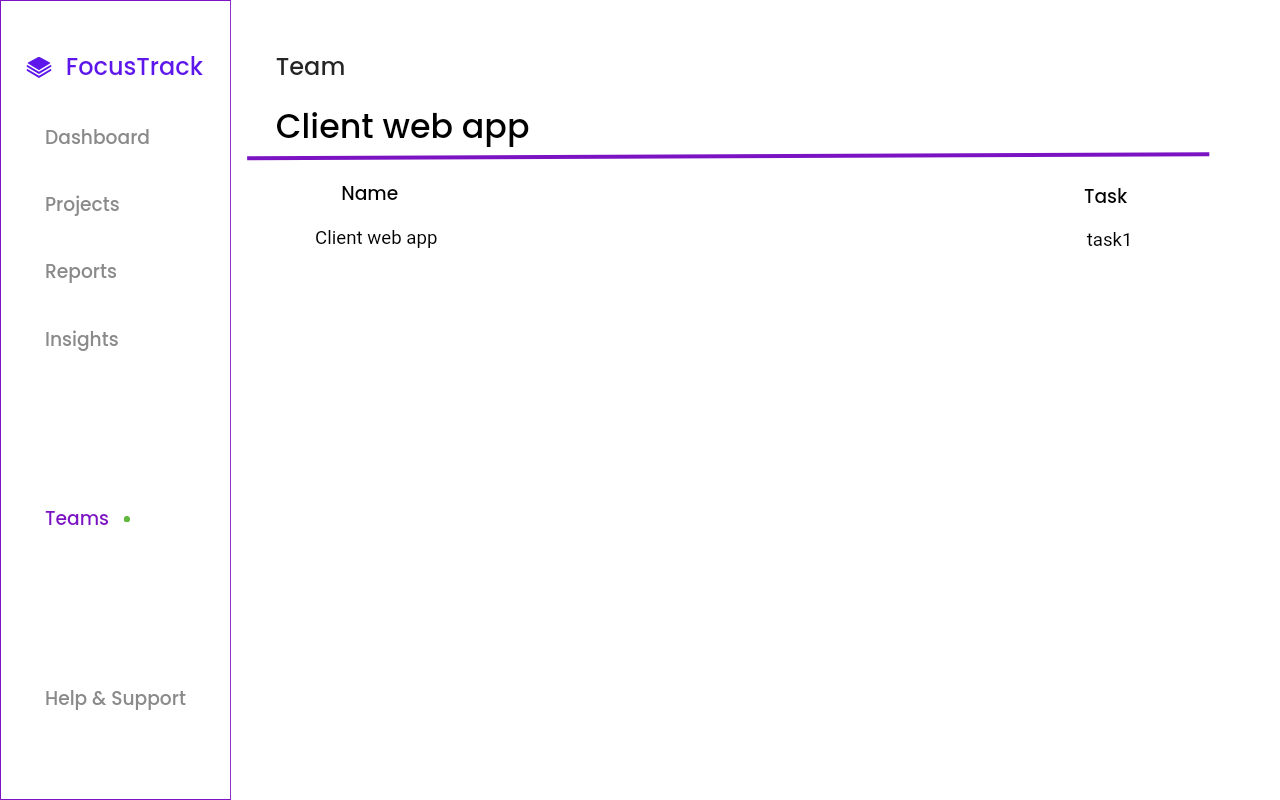 FocusTrack
Dashboard
Projects
Reports
Insights
Teams
Help & Support
Team
Client web app
Name Task
Client web app task1